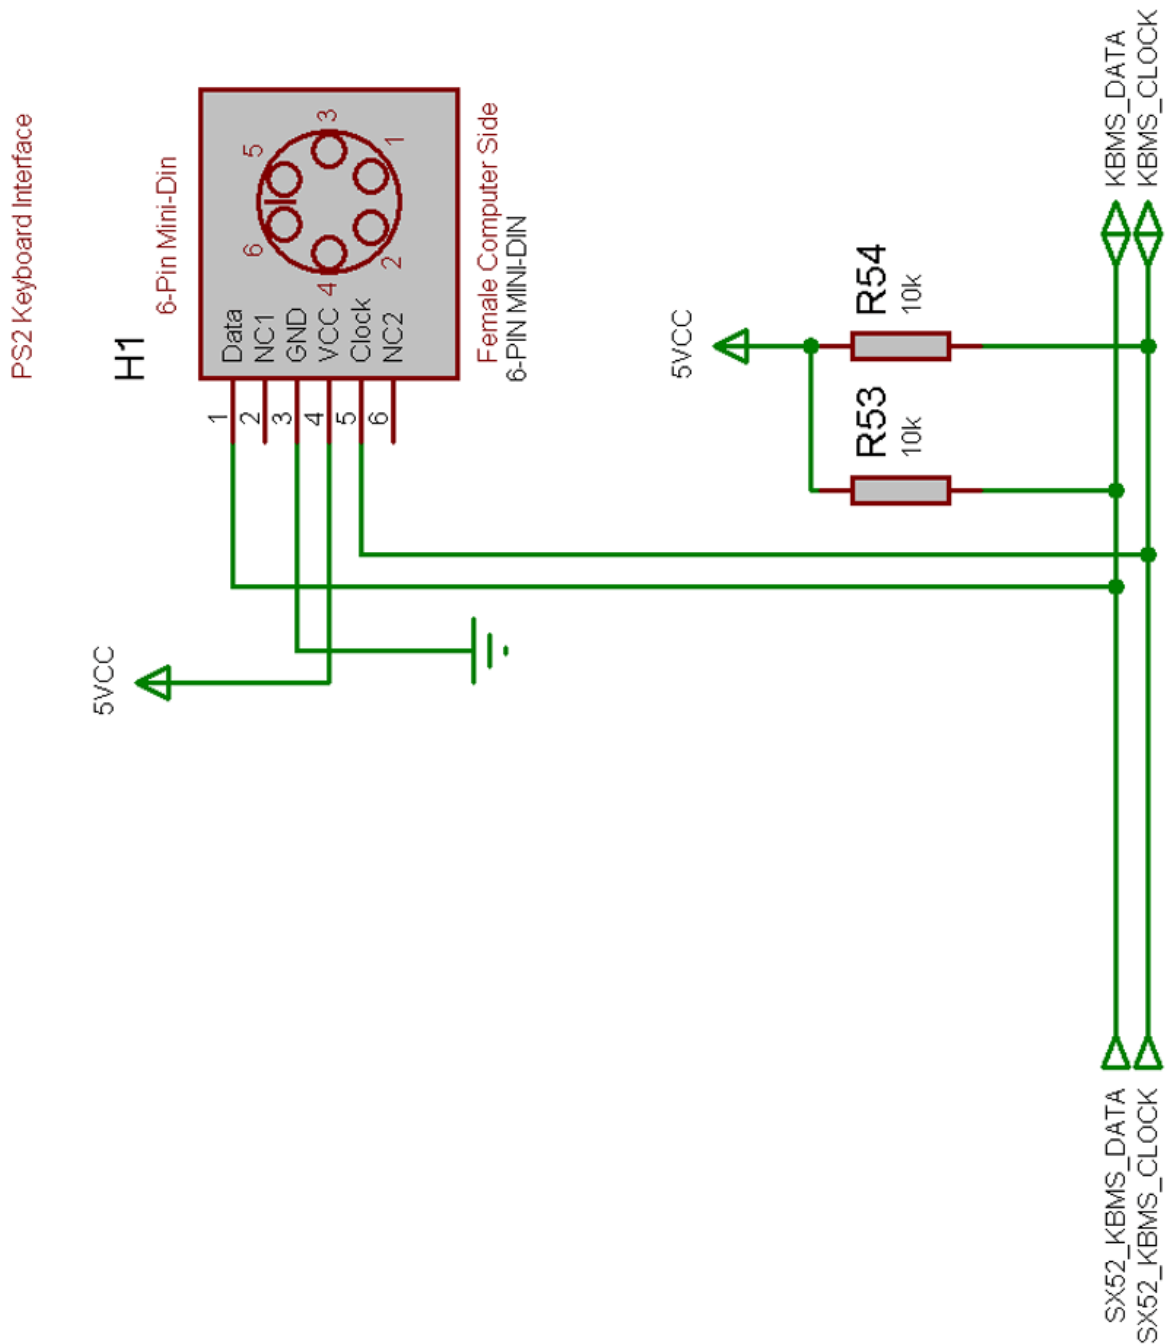 PS2 Keyboard Interface
H1
6-Pin Mini-Din
1
2
3
4
5
6
Data
NC1
GND
VCC
Clock
NC2
6
5
4
3
2
1
Female Computer Side
6-PIN MINI-DIN
5VCC
5VCC
R53
10k
R54
10k
KBMS_DATA
KBMS_CLOCK
SX52_KBMS_DATA
SX52_KBMS_CLOCK